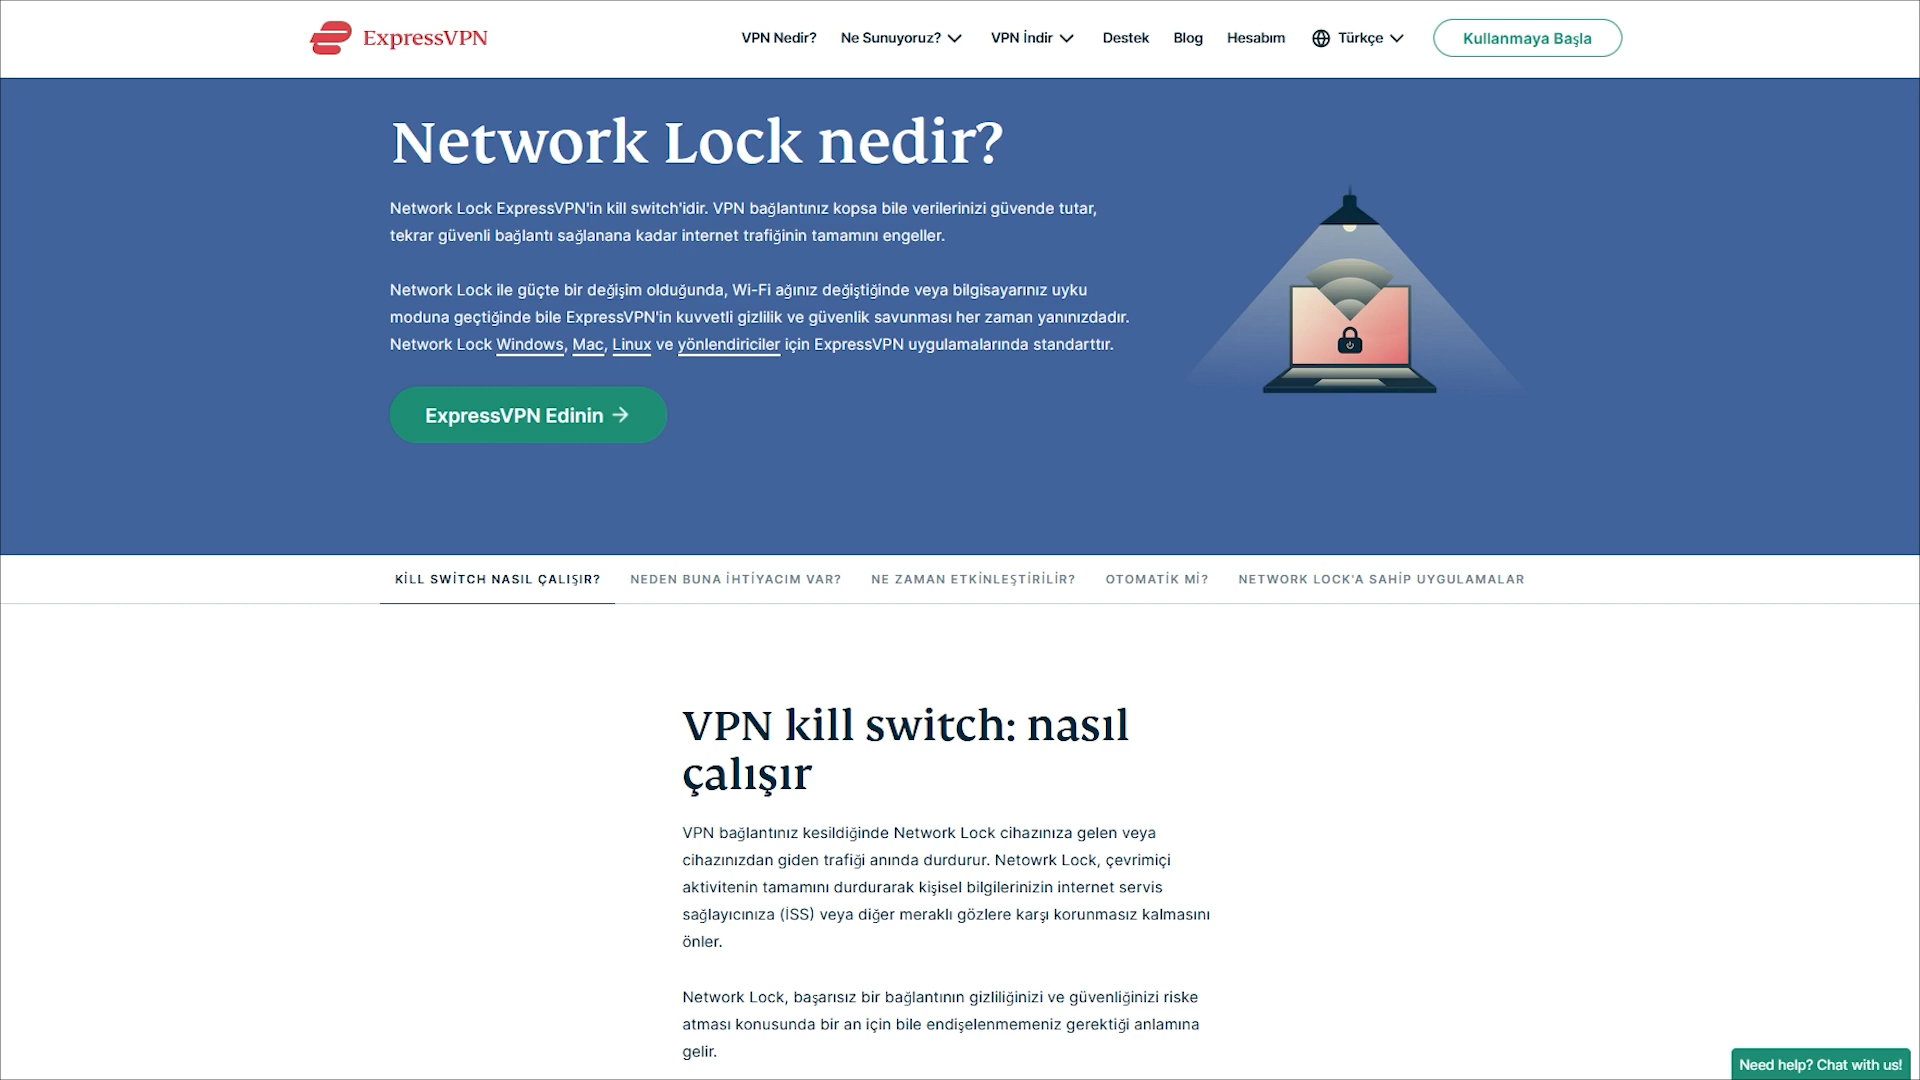 ExpressVPN
VPN Nedir?
Ne Sunuyoruz?
VPN İndir
Destek
Blog
Hesabım
Türkçe
Kullanmaya Başla
Network Lock nedir?
Network Lock ExpressVPN'in kill switch'idir. VPN bağlantınız kopsa bile verilerinizi güvende tutar,
tekrar güvenli bağlantı sağlanana kadar internet trafiğinin tamamını engeller.
Network Lock ile güçte bir değişim olduğunda, Wi-Fi ağınız değiştiğinde veya bilgisayarınız uyku
moduna geçtiğinde bile ExpressVPN'in kuvvetli gizlilik ve güvenlik savunması her zaman yanınızdadır.
Network Lock Windows, Mac, Linux ve yönlendiriciler için ExpressVPN uygulamalarında standarttır.
ExpressVPN Edinin →
KİLL SWİTCH NASIL ÇALIŞIR?
NEDEN BUNA İHTİYACIM VAR?
NE ZAMAN ETKİNLEŞTİRİLİR?
OTOMATİK Mİ?
NETWORK LOCK'A SAHİP UYGULAMALAR
VPN kill switch: nasıl
çalışır
VPN bağlantınız kesildiğinde Network Lock cihazınıza gelen veya
cihazınızdan giden trafiği anında durdurur. Netowrk Lock, çevrimiçi
aktivitenin tamamını durdurarak kişisel bilgilerinizin internet servis
sağlayıcınıza (İSS) veya diğer meraklı gözlere karşı korunmasız kalmasını
önler.
Network Lock, başarısız bir bağlantının gizliliğinizi ve güvenliğinizi riske
atması konusunda bir an için bile endişelenmemeniz gerektiği anlamına
gelir.
Need help? Chat with us!